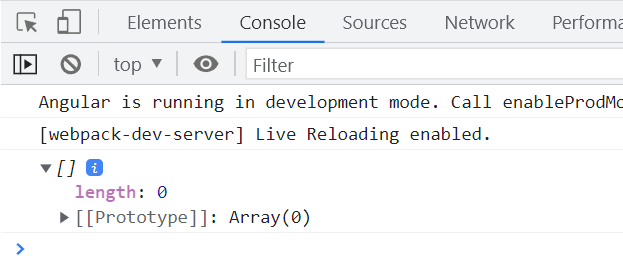 Elements Console Sources Network Performa
top Filter
Angular is running in development mode. Call enableProdMo
[webpack-dev-server] Live Reloading enabled.
[] i
length: 0
[[Prototype]]: Array(0)